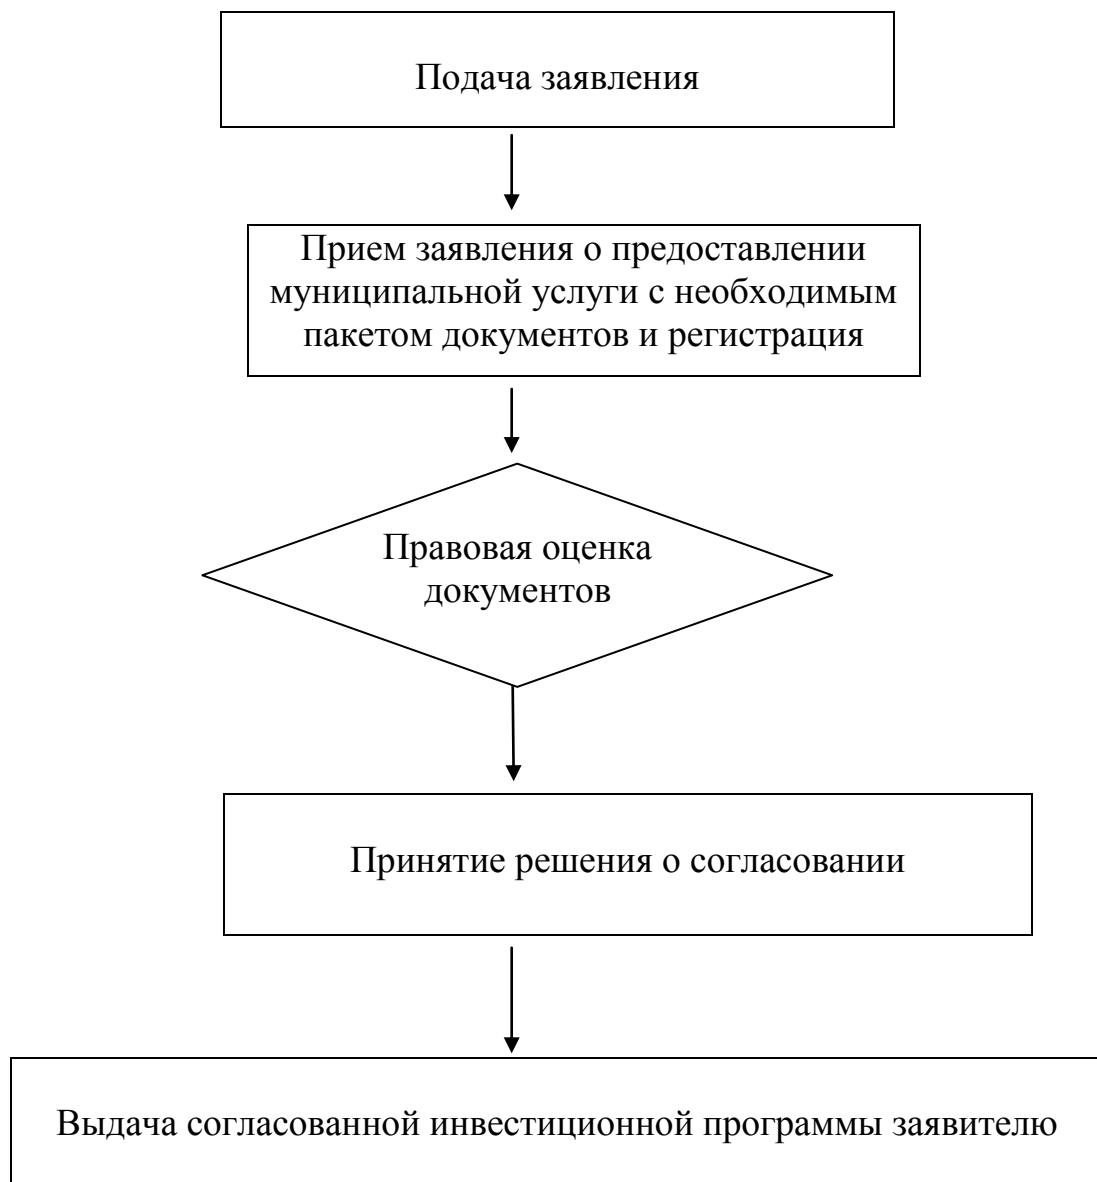 Подача заявления
Прием заявления о предоставлении
муниципальной услуги с необходимым
пакетом документов и регистрация
Правовая оценка
документов
Принятие решения о согласовании
Выдача согласованной инвестиционной программы заявителю